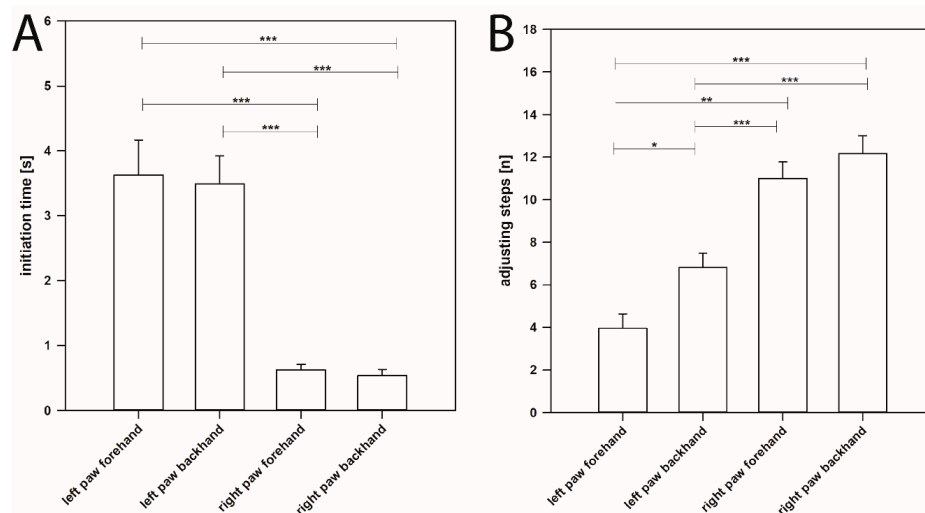 A
initiation time [s]
6
5
4
3
2
1
0
***
***
***
***
left paw forehand
left paw backhand
right paw forehand
right paw backhand
B
adjusting steps [n]
18
16
14
12
10
8
6
4
2
0
***
***
**
***
*
left paw forehand
left paw backhand
right paw forehand
right paw backhand